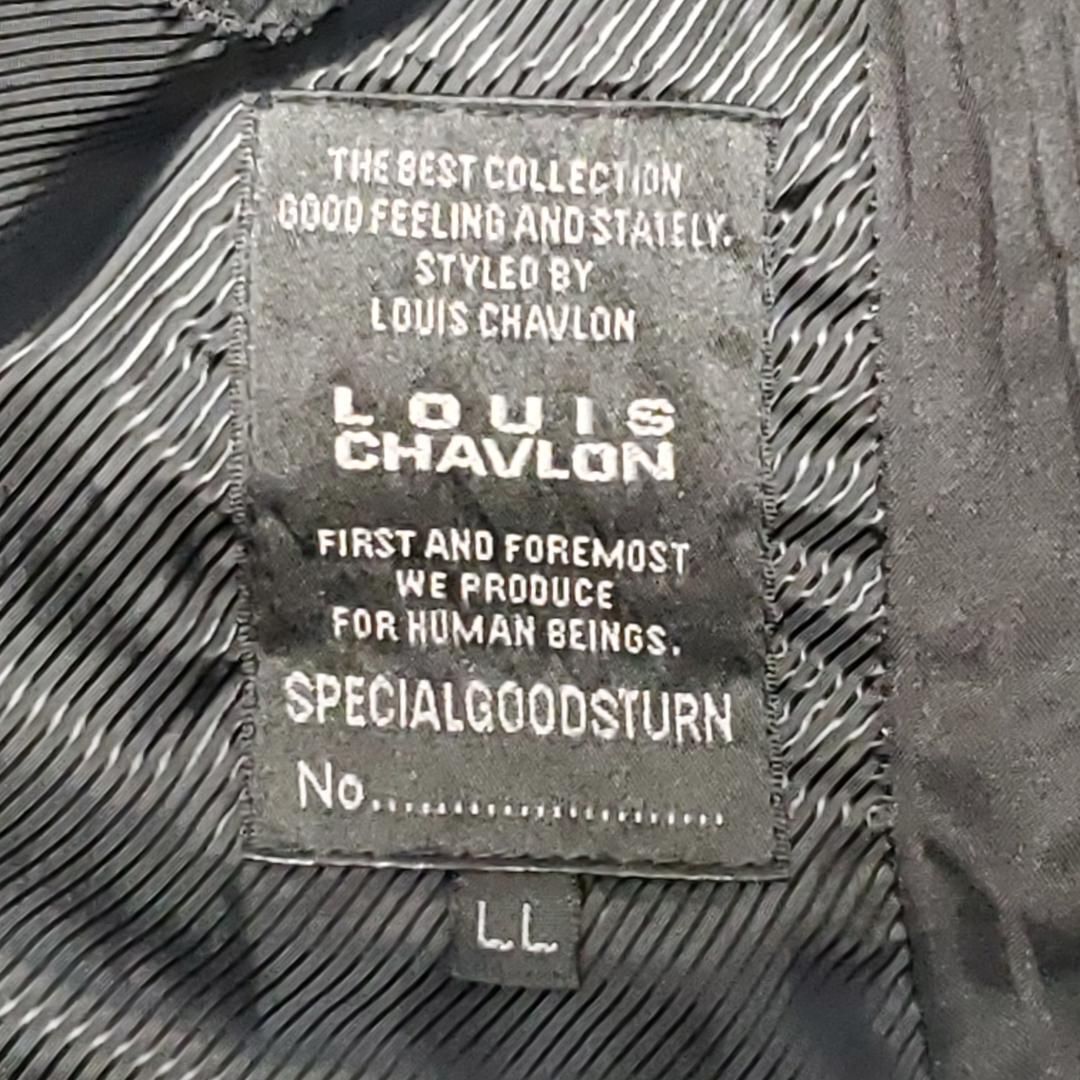 THE BEST COLLECTION
GOOD FEELING AND STATELY.
STYLED BY
LOUIS CHAVLON
LOUIS
CHAVLON
FIRST AND FOREMOST
WE PRODUCE
FOR HUMAN BEINGS.
SPECIALGOODSTURN
No........................
LL